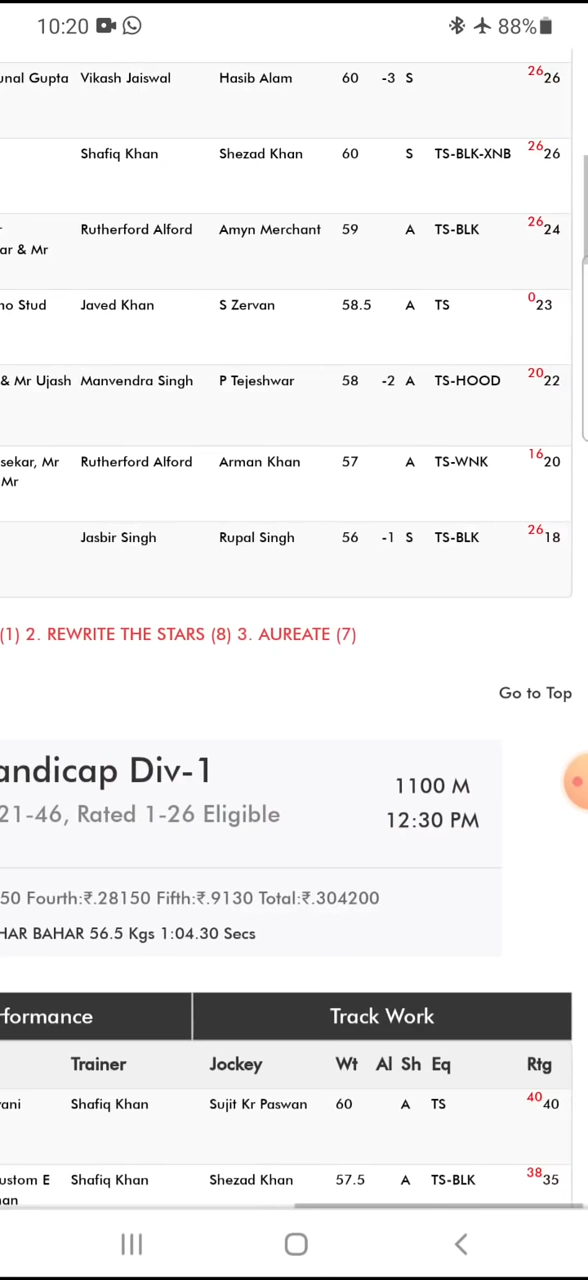 10:20 88%
unal Gupta Vikash Jaiswal Hasib Alam 60 -3 S 26 26
Shafiq Khan Shezad Khan 60 S TS-BLK-XNB 26 26
Rutherford Alford Amyn Merchant 59 A TS-BLK 26 24
ar & Mr
no Stud Javed Khan S Zervan 58.5 A TS 0 23
& Mr Ujash Manvendra Singh P Tejeshwar 58 -2 A TS-HOOD 20 22
sekar, Mr Rutherford Alford Arman Khan 57 A TS-WNK 16 20
Mr
Jasbir Singh Rupal Singh 56 -1 S TS-BLK 26 18
(1) 2. REWRITE THE STARS (8) 3. AUREATE (7)
Go to Top
andicap Div-1 1100 M
21-46, Rated 1-26 Eligible 12:30 PM
50 Fourth:₹.28150 Fifth:₹.9130 Total:₹.304200
HAR BAHAR 56.5 Kgs 1:04.30 Secs
formance Track Work
Trainer Jockey Wt Al Sh Eq Rtg
ani Shafiq Khan Sujit Kr Paswan 60 A TS 40 40
ustom E Shafiq Khan Shezad Khan 57.5 A TS-BLK 38 35
an